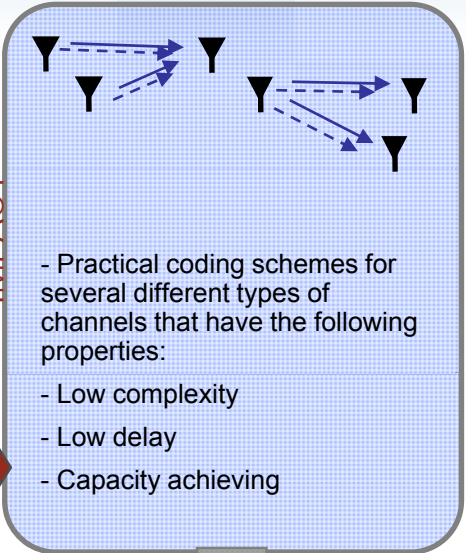 - Practical coding schemes for
several different types of
channels that have the following
properties:
- Low complexity
- Low delay
- Capacity achieving